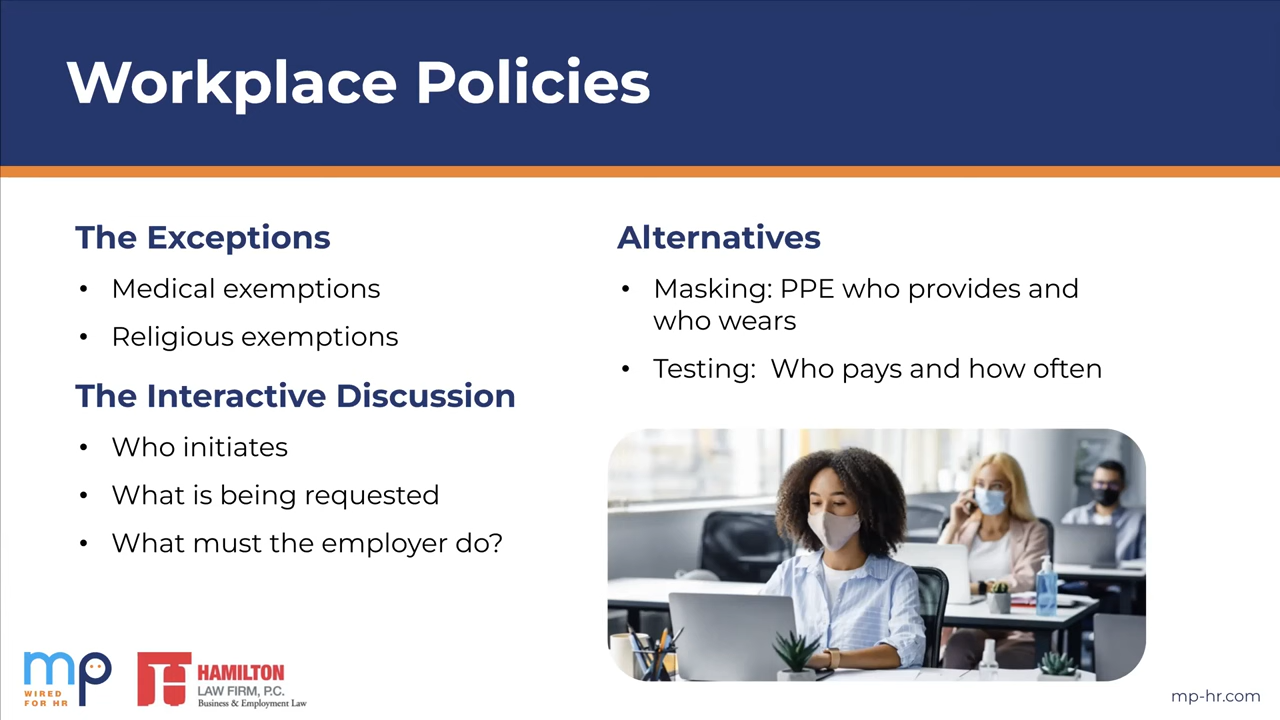 Workplace Policies
The Exceptions
• Medical exemptions
• Religious exemptions
The Interactive Discussion
• Who initiates
• What is being requested
• What must the employer do?
Alternatives
• Masking: PPE who provides and
who wears
• Testing:  Who pays and how often
mp
WIRED
FOR HR
HAMILTON
LAW FIRM, P.C.
Business & Employment Law
mp-hr.com